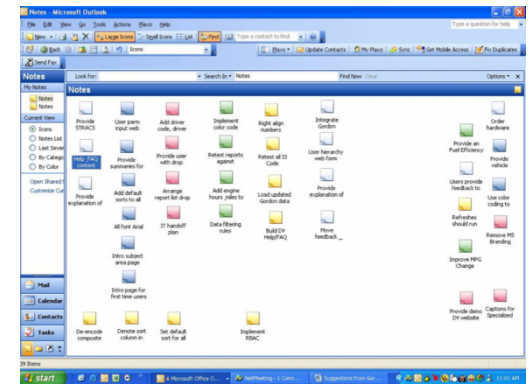 Notes - Microsoft Outlook
File Edit View Go Tools Actions Plaxo Help
Type a question for help
New Large Icons Small Icons List Find Type a contact to find
Back Icons Plaxo Update Contacts My Plaxo Sync Get Mobile Access Fix Duplicates
Send Fax
Notes Look for: Search In Notes Find Now Clear Options
My Notes Notes
Notes
Notes
Current View
Icons
Notes List
Last Seven
By Catego
By Color
Open Shared
Customize Cur
Provide STRACS
User parm input web
Add driver code, driver
Implement color code
Right align numbers
Integrate Gordon
Order hardware
Help /FAQ content
Provide summaries for
Provide user with drop
Retest reports against
Retest all I3 Code
User hierarchy web form
Provide an Fuel Efficiency
Provide vehicle
Provide explanation of
Add default sorts to all
Arrange report list drop
Add engine hours ,miles to
Load updated Gordon data
Provide explanation of
Users provide feedback to
Use color coding to
All font Arial
IT handoff plan
Data filtering rules
Build DV Help/FAQ
Move feedback
Refreshes should run
Remove MS Branding
Intro subject area page
Improve MPG Change
Intro page for first time users
Provide demo DV website
Captions for Specialized
De-encode composite
Denote sort column in
Set default sort for all
Implement RBAC
Mail
Calendar
Contacts
Tasks
39 Items
start
4 Microsoft Office O...
NetMeeting - 1 Conn...
Suggestions from Gor...
11:01 AM